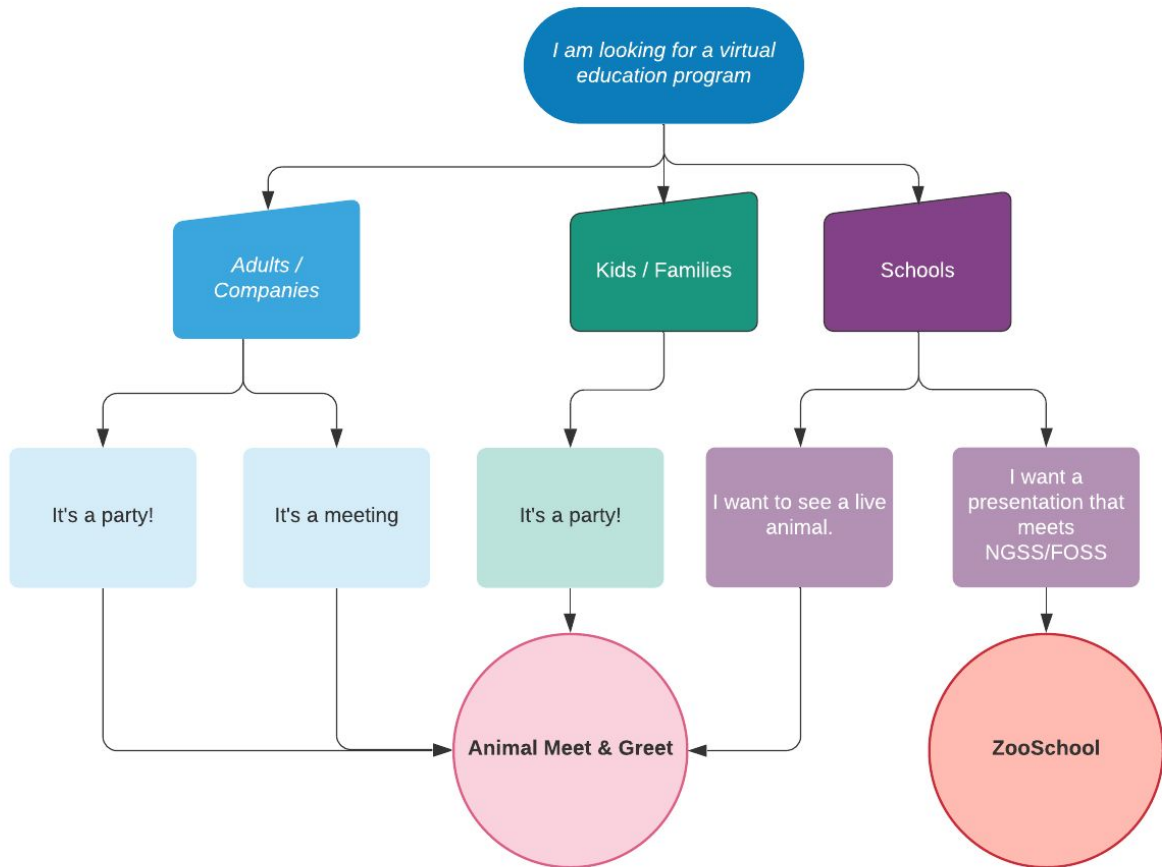 I am looking for a virtual
education program
Adults /
Companies
Kids / Families
Schools
It's a party!
It's a meeting
It's a party!
I want to see a live
animal.
I want a
presentation that
meets
NGSS/FOSS
Animal Meet & Greet
ZooSchool